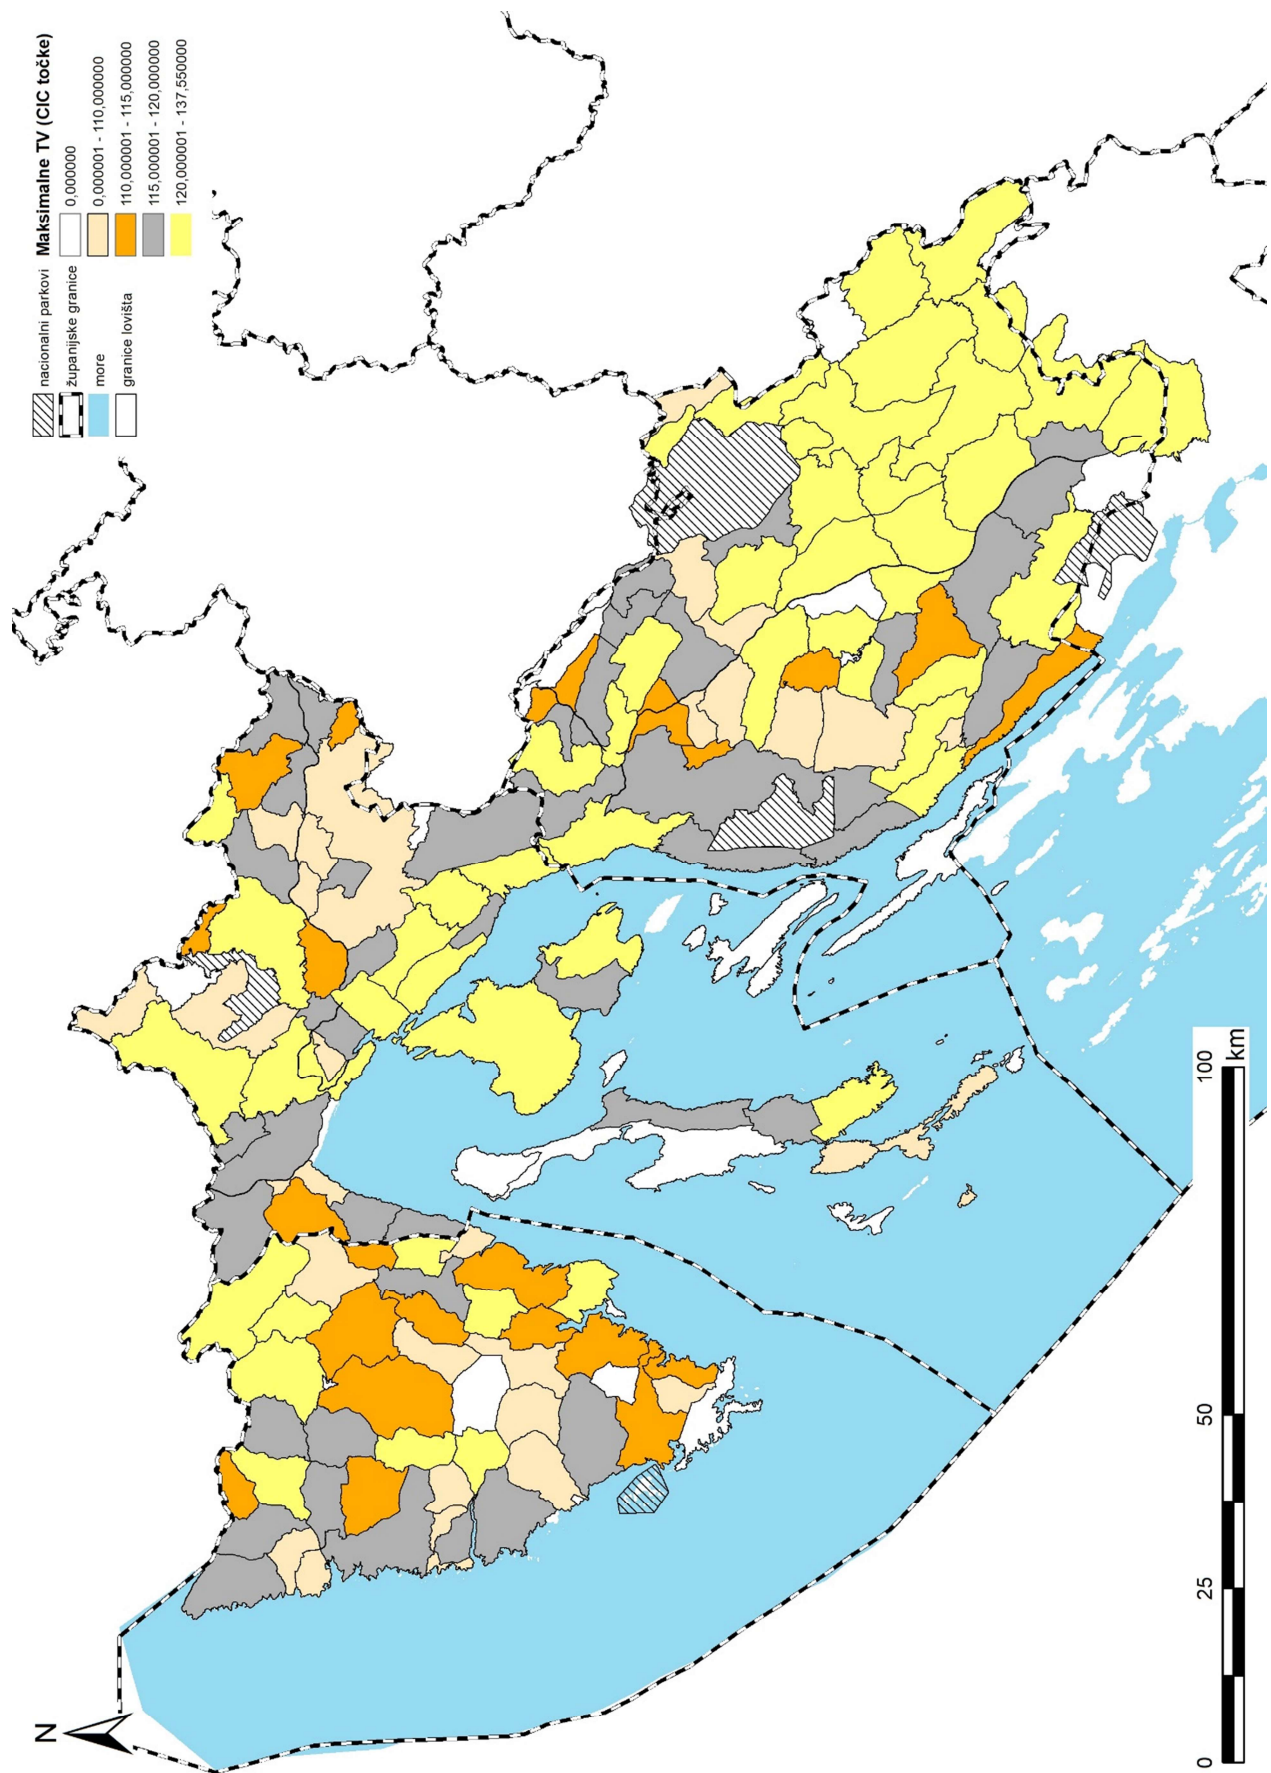 nacionalni parkovi
županijske granice
more
granice lovišta
Maksimalne TV (CIC točke)
0,000000
0,000001 - 110,000000
110,000001 - 115,000000
115,000001 - 120,000000
120,000001 - 137,550000
N
0 25 50 100
km